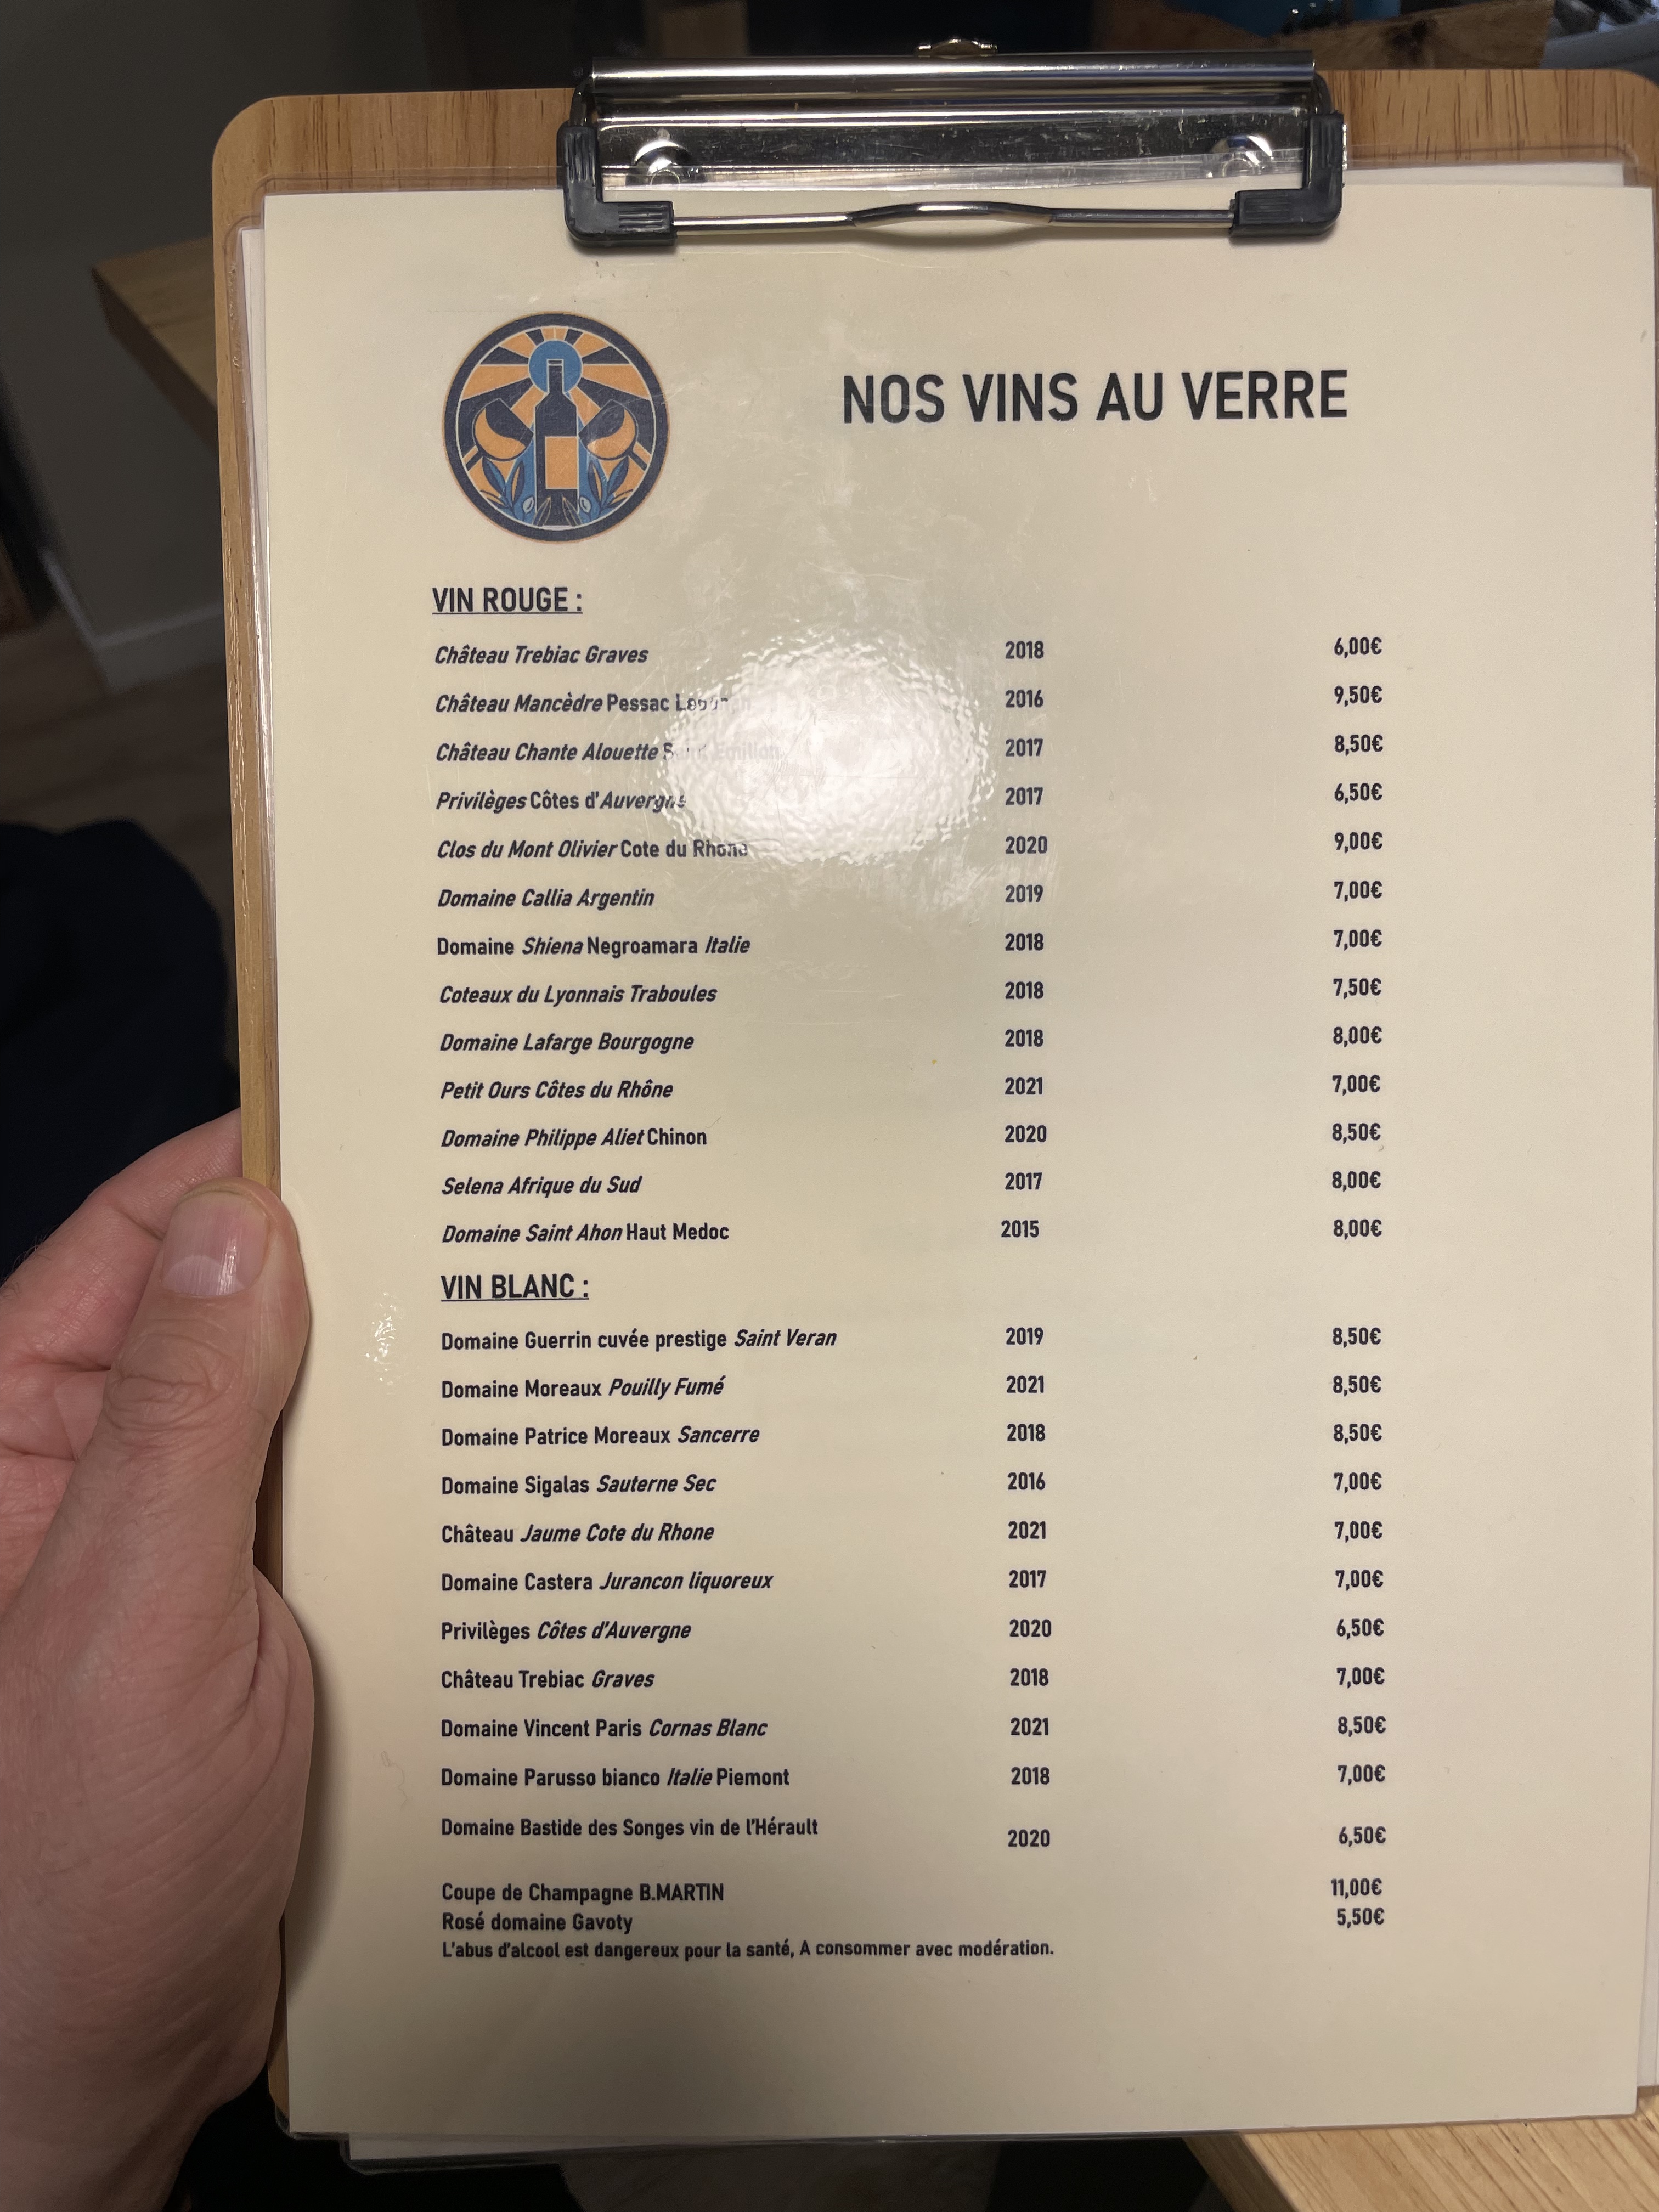 NOS VINS AU VERRE
VIN ROUGE :
Château Trebiac Graves 2018 6,00€
Château Mancèdre Pessac 2016 9,50€
Château Chante Alouette Saint Emilion 2017 8,50€
Privilèges Côtes d'Auvergne 2017 6,50€
Clos du Mont Olivier Cote du Rhone 2020 9,00€
Domaine Callia Argentin 2019 7,00€
Domaine Shiena Negroamara Italie 2018 7,00€
Coteaux du Lyonnais Traboules 2018 7,50€
Domaine Lafarge Bourgogne 2018 8,00€
Petit Ours Côtes du Rhône 2021 7,00€
Domaine Philippe Aliet Chinon 2020 8,50€
Selena Afrique du Sud 2017 8,00€
Domaine Saint Ahon Haut Medoc 2015 8,00€
VIN BLANC :
Domaine Guerrin cuvée prestige Saint Veran 2019 8,50€
Domaine Moreaux Pouilly Fumé 2021 8,50€
Domaine Patrice Moreaux Sancerre 2018 8,50€
Domaine Sigalas Sauterne Sec 2016 7,00€
Château Jaume Cote du Rhone 2021 7,00€
Domaine Castera Jurancon liquoreux 2017 7,00€
Privilèges Côtes d'Auvergne 2020 6,50€
Château Trebiac Graves 2018 7,00€
Domaine Vincent Paris Cornas Blanc 2021 8,50€
Domaine Parusso bianco Italie Piemont 2018 7,00€
Domaine Bastide des Songes vin de l'Hérault 2020 6,50€
Coupe de Champagne B.MARTIN 11,00€
Rosé domaine Gavoty 5,50€
L'abus d'alcool est dangereux pour la santé, A consommer avec modération.